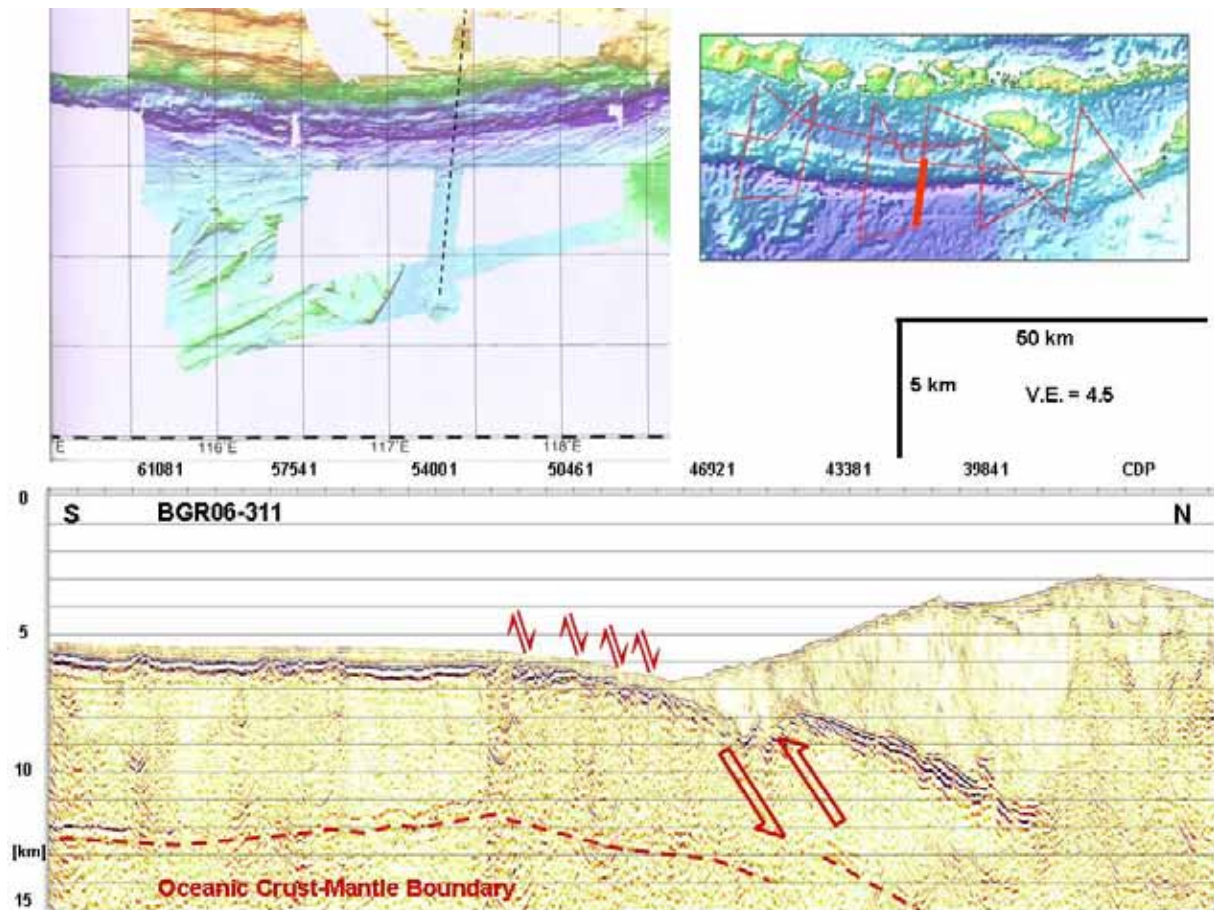 50 km
5 km
V.E. = 4.5
E 116°E 117°E 118°E
61081 57541 54001 50461 46921 43381 39841 CDP
0
S BGR06-311 N
5
10
[km]
Oceanic Crust-Mantle Boundary
15